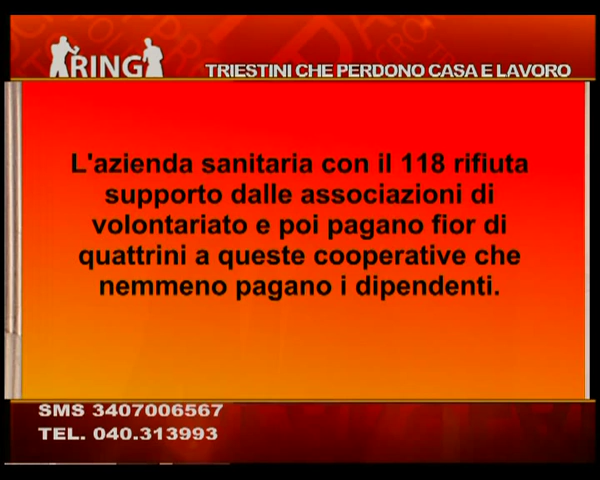 RING
TRIESTINI CHE PERDONO CASA E LAVORO
L'azienda sanitaria con il 118 rifiuta
supporto dalle associazioni di
volontariato e poi pagano fior di
quattrini a queste cooperative che
nemmeno pagano i dipendenti.
SMS 3407006567
TEL. 040.313993